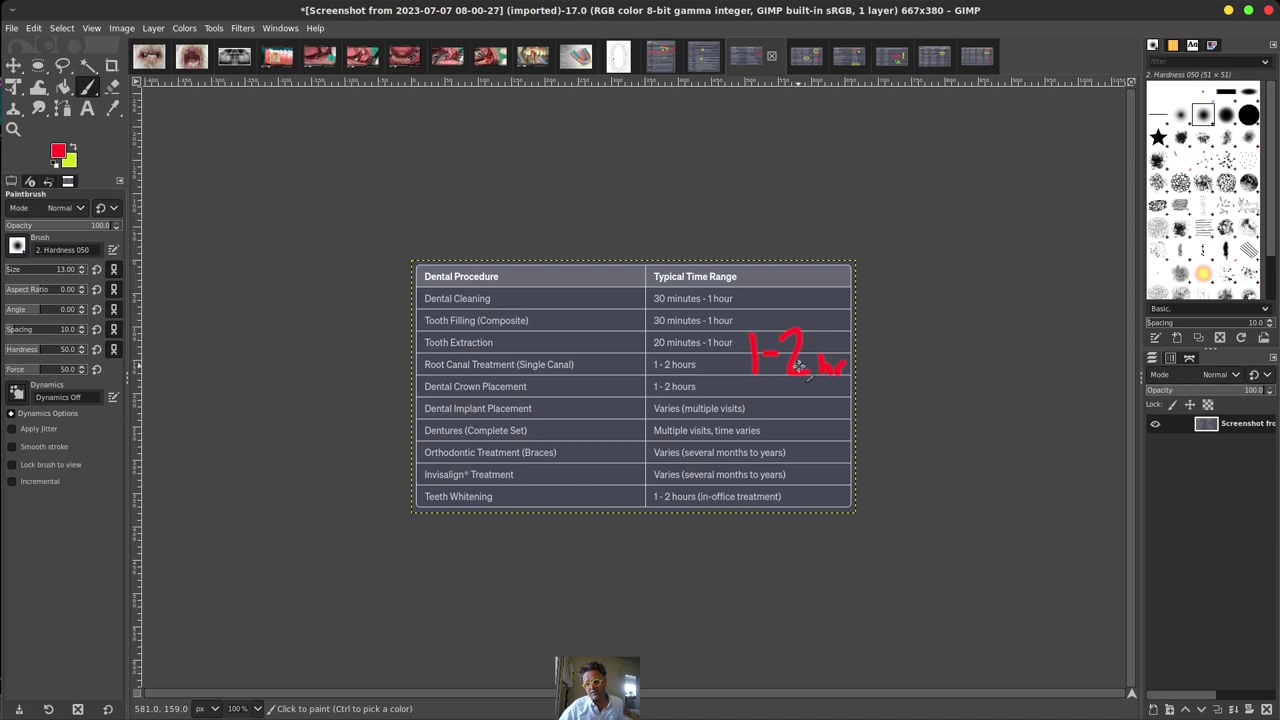 *[Screenshot from 2023-07-07 08-00-27] (imported)-17.0 (RGB color 8-bit gamma integer, GIMP built-in sRGB, 1 layer) 667x380 – GIMP
File Edit Select View Image Layer Colors Tools Filters Windows Help
filter
2. Hardness 050 (51 × 51)
Paintbrush
Mode Normal
Opacity 100.0
Brush
2. Hardness 050
Size 13.00
Aspect Ratio 0.00
Angle 0.00
Spacing 10.0
Hardness 50.0
Force 50.0
Dynamics
Dynamics Off
Dynamics Options
Apply Jitter
Smooth stroke
Lock brush to view
Incremental
Dental Procedure Typical Time Range
Dental Cleaning 30 minutes - 1 hour
Tooth Filling (Composite) 30 minutes - 1 hour
Tooth Extraction 20 minutes - 1 hour
1-2 hr
Root Canal Treatment (Single Canal) 1 - 2 hours
Dental Crown Placement 1 - 2 hours
Dental Implant Placement Varies (multiple visits)
Dentures (Complete Set) Multiple visits, time varies
Orthodontic Treatment (Braces) Varies (several months to years)
Invisalign® Treatment Varies (several months to years)
Teeth Whitening 1 - 2 hours (in-office treatment)
Basic,
Spacing 10.0
Mode Normal
Opacity 100.0
Lock:
Screenshot fro
581.0, 159.0 px 100% Click to paint (Ctrl to pick a color)